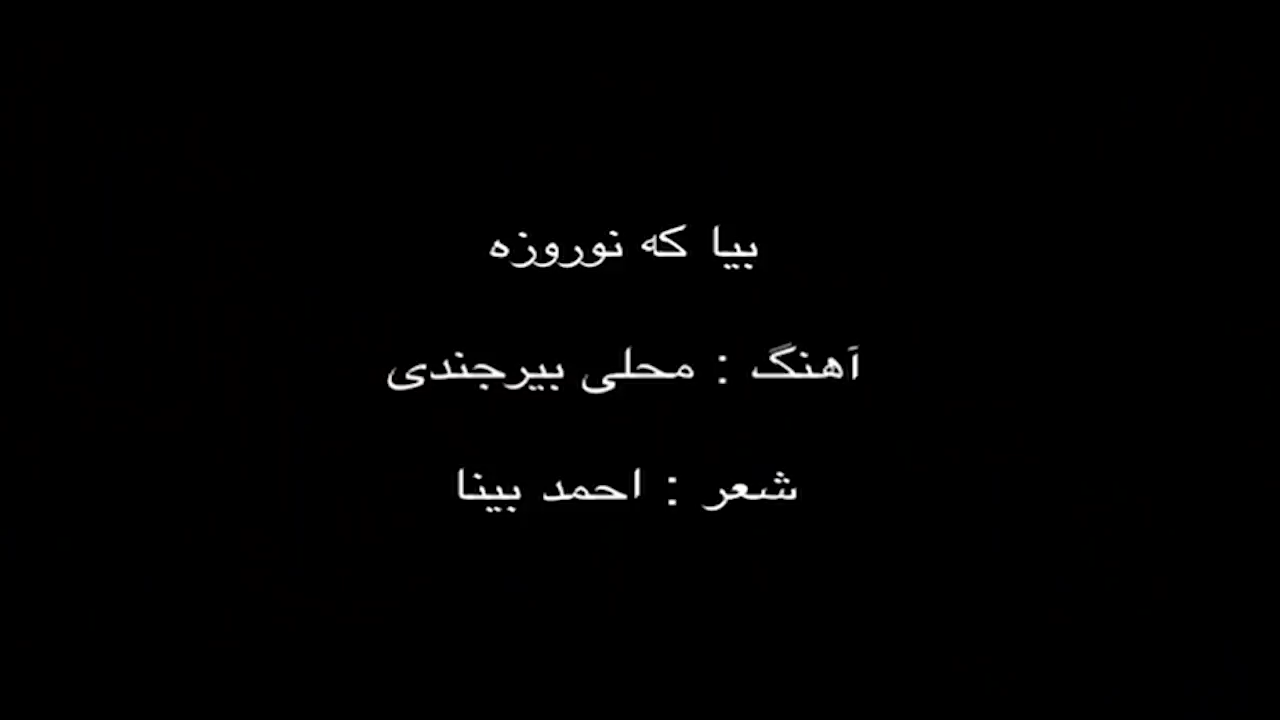 بیا که نوروزه
آهنگ : محلی بیرجندی
شعر : احمد بینا